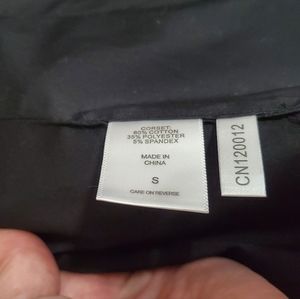 CORSET:
60% COTTON
35% POLYESTER
5% SPANDEX
MADE IN
CHINA
S
CARE ON REVERSE
CN120012